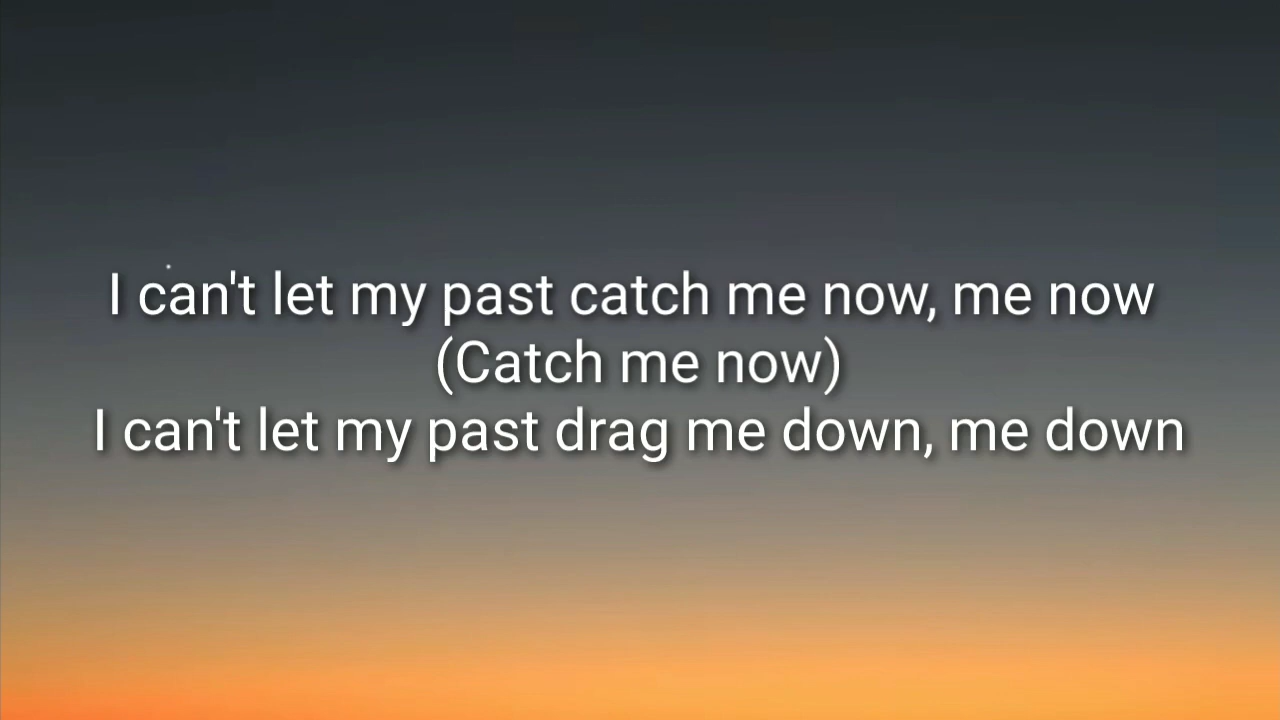 I can't let my past catch me now, me now
(Catch me now)
I can't let my past drag me down, me down